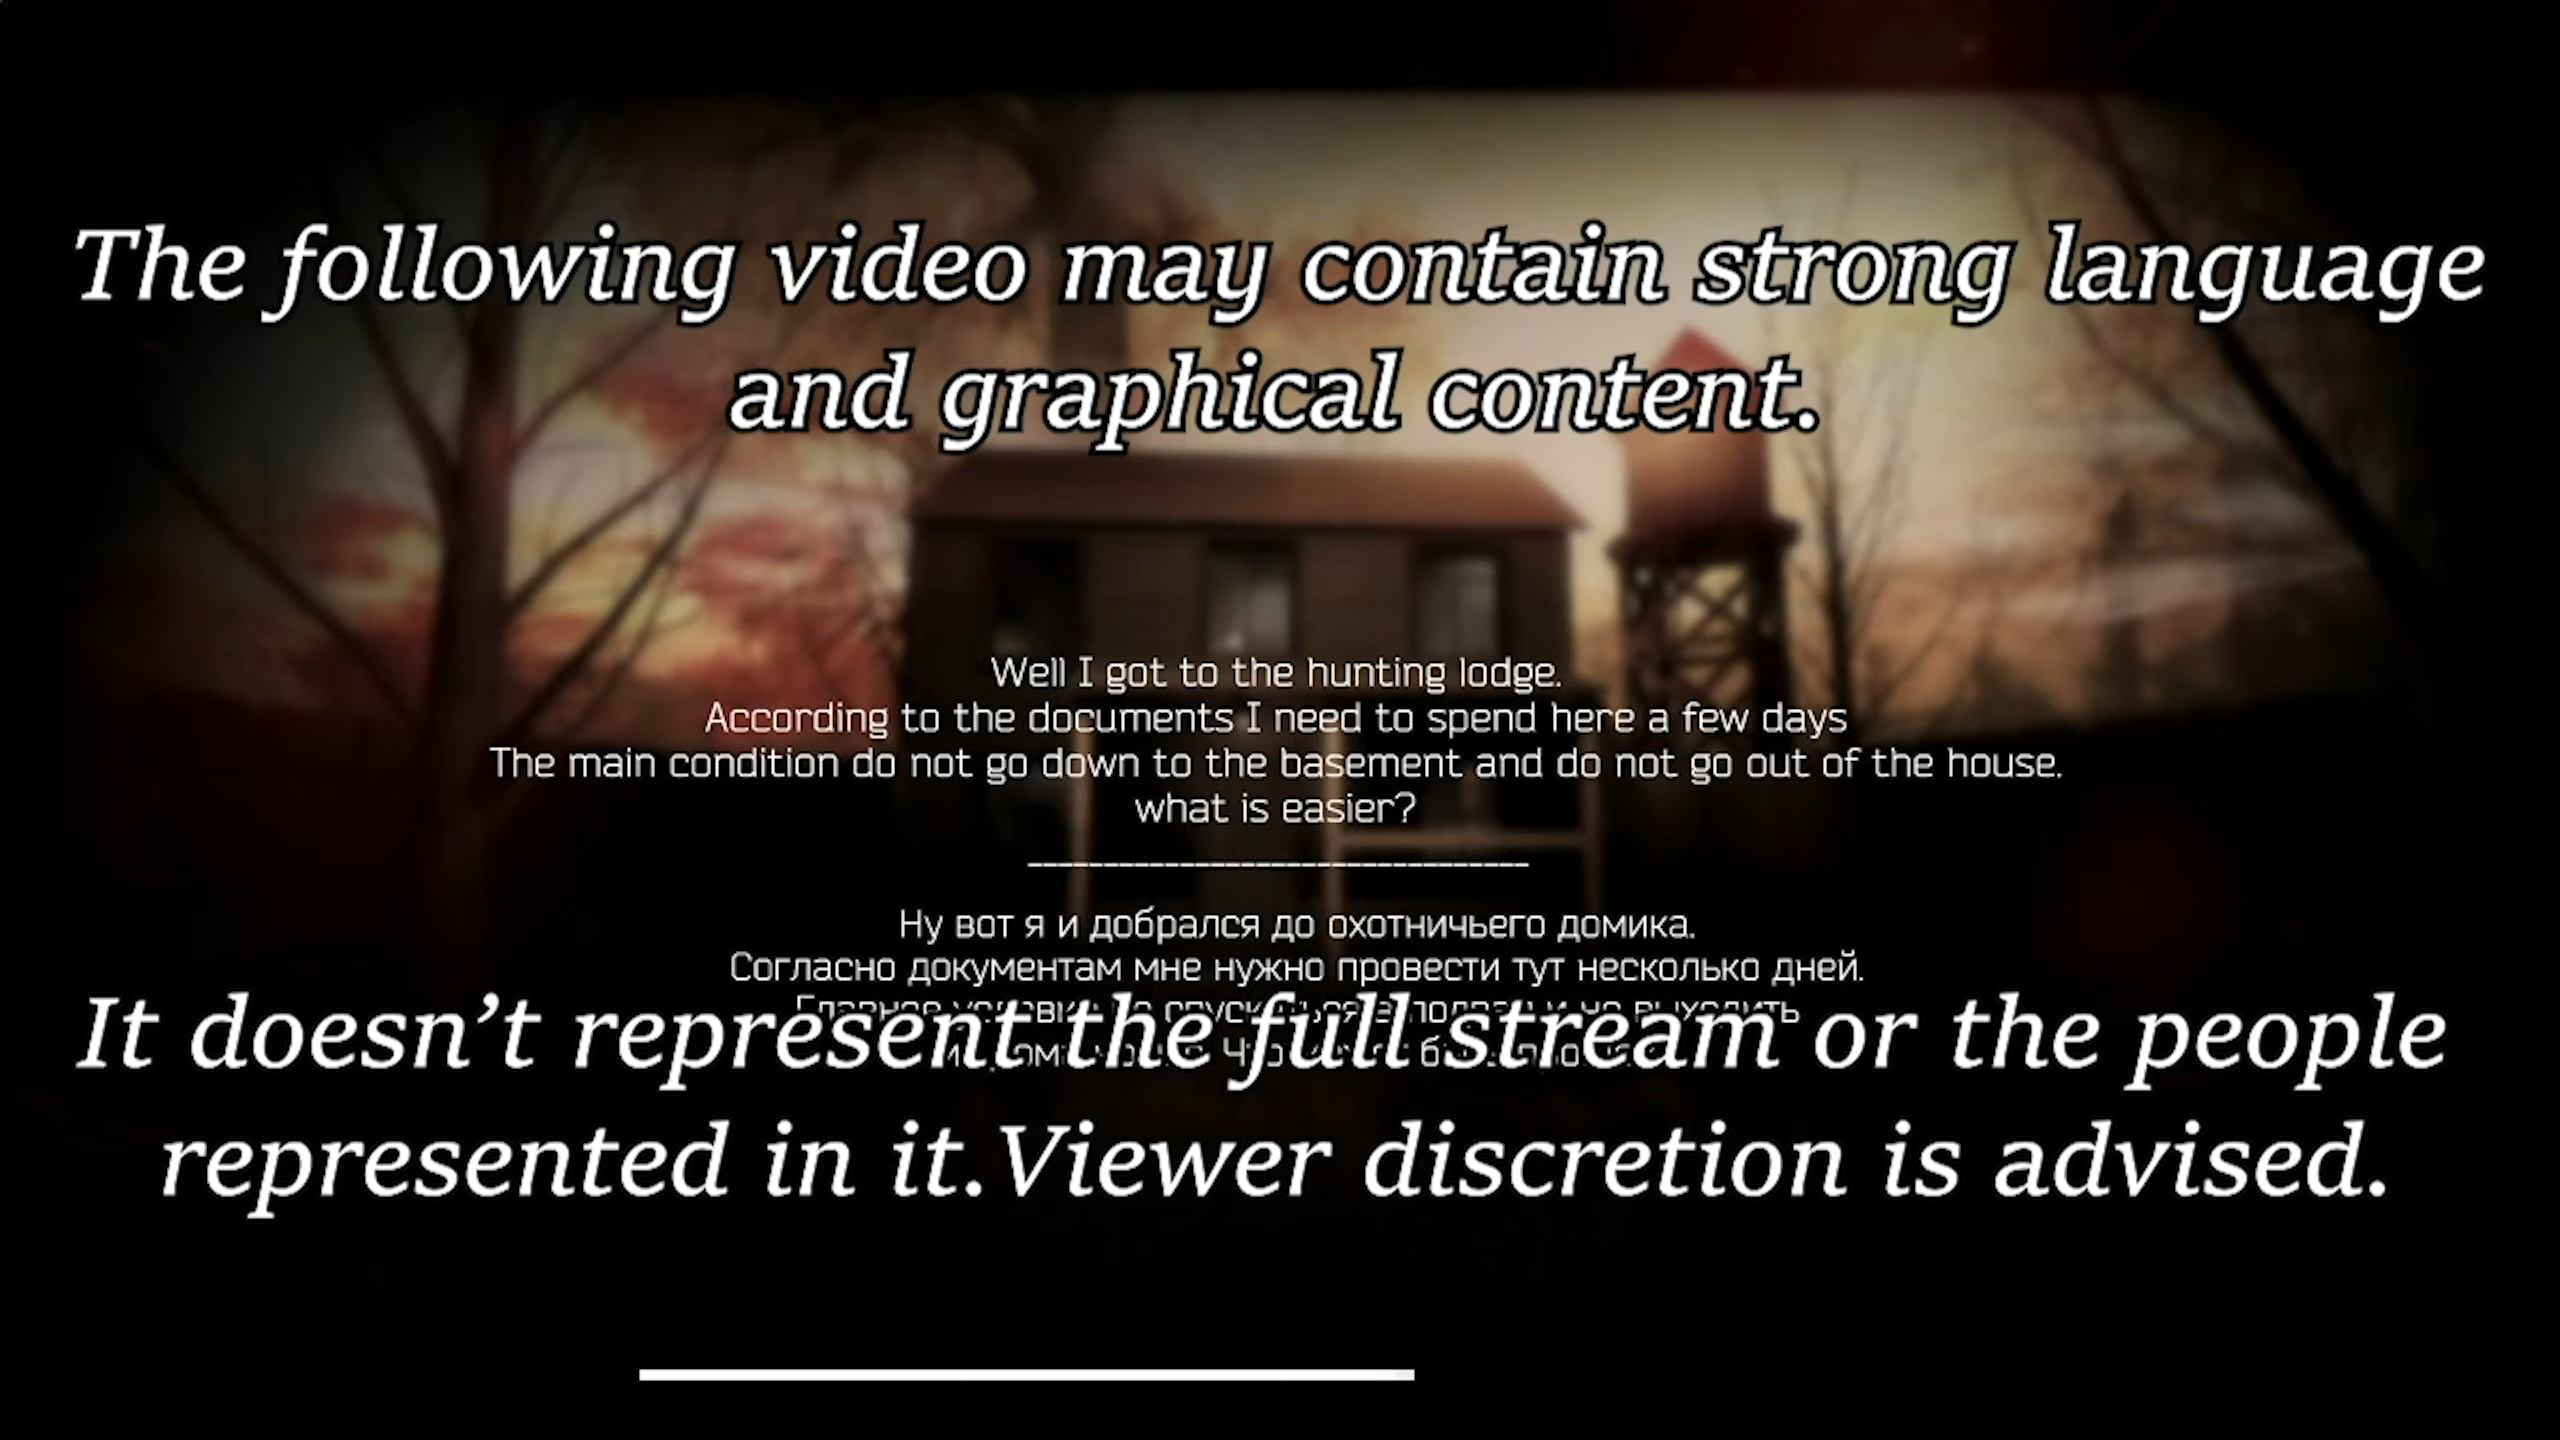 The following video may contain strong language
and graphical content.
Well I got to the hunting lodge.
According to the documents I need to spend here a few days
The main condition do not go down to the basement and do not go out of the house.
what is easier?
Ну вот я и добрался до охотничьего домика.
Согласно документам мне нужно провести тут несколько дней.
It doesn’t represent the full stream or the people
represented in it.Viewer discretion is advised.